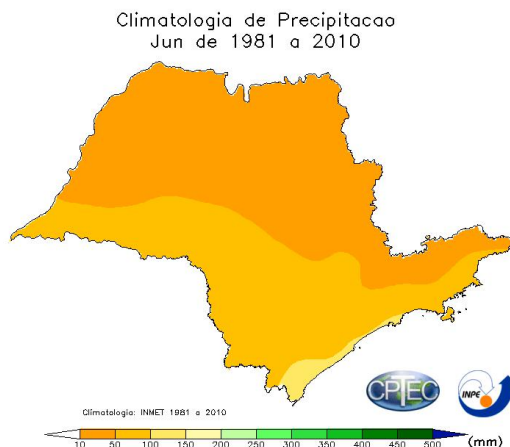 Climatologia de Precipitacao
Jun de 1981 a 2010
CPTEC
INPE
Climatologia: INMET 1981 a 2010
10 50 100 150 200 250 300 350 400 450 500 (mm)